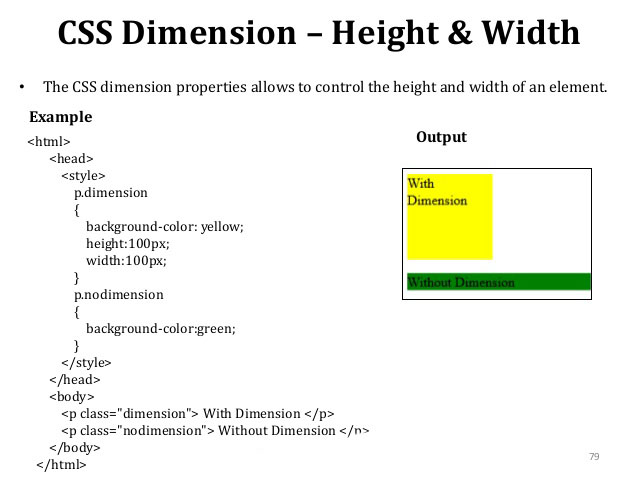 CSS Dimension – Height & Width
• The CSS dimension properties allows to control the height and width of an element.
Example
<html>
<head>
<style>
p.dimension
{
background-color: yellow;
height:100px;
width:100px;
}
p.nodimension
{
background-color:green;
}
</style>
</head>
<body>
<p class="dimension"> With Dimension </p>
<p class="nodimension"> Without Dimension </p>
</body>
</html>
Output
With
Dimension
Without Dimension
79